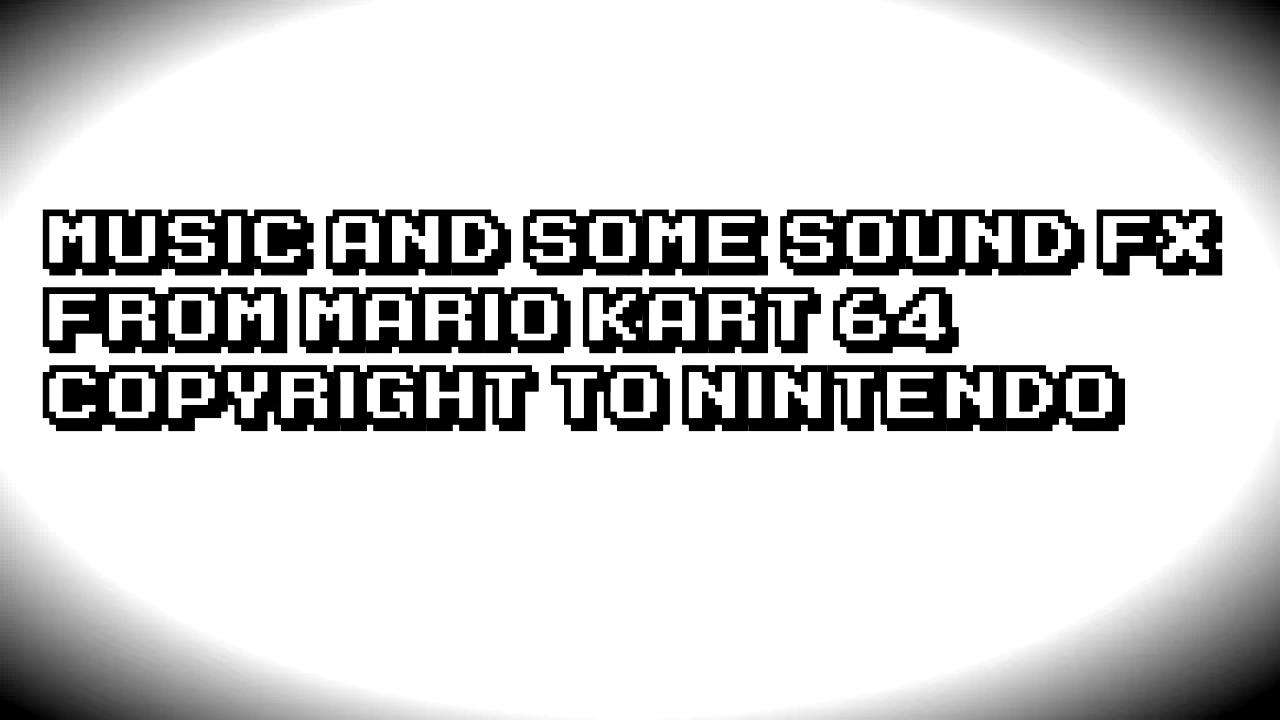 MUSIC AND SOME SOUND FX
FROM MARIO KART 64
COPYRIGHT TO NINTENDO